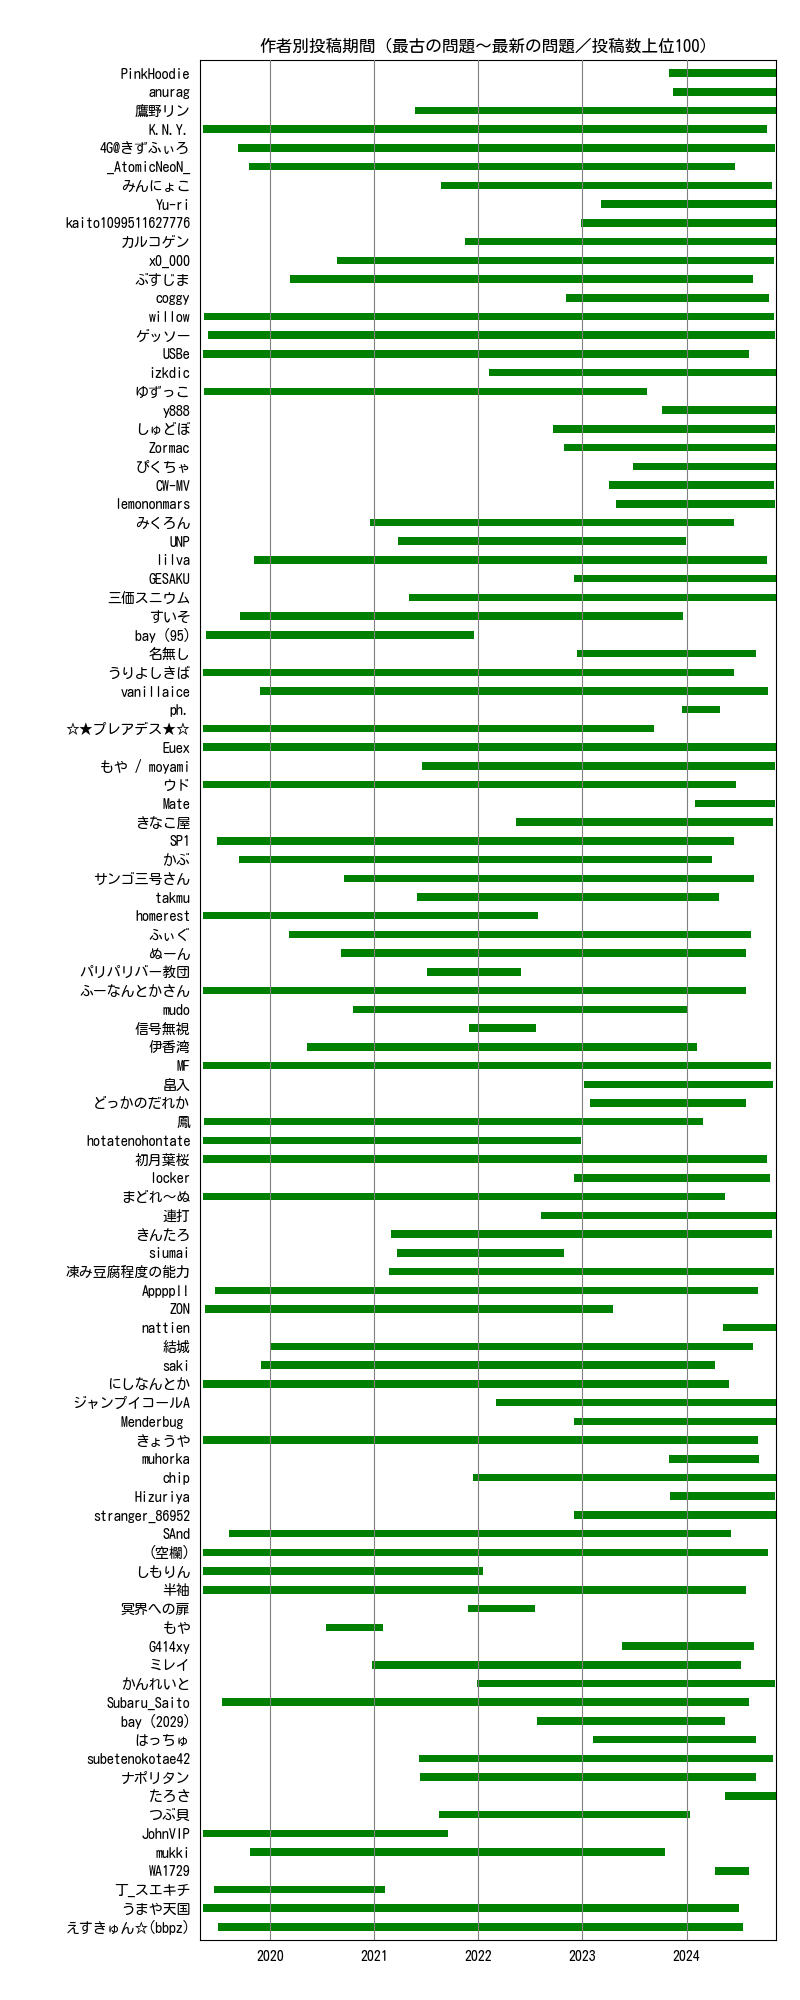 作者別投稿期間（最古の問題～最新の問題／投稿数上位100）
PinkHoodie
anurag
鷹野リン
K.N.Y.
4G@きずふぃろ
_AtomicNeoN_
みんにょこ
Yu-ri
kaito1099511627776
カルコゲン
x0_000
ぶすじま
coggy
willow
ゲッソー
USBe
izkdic
ゆずっこ
y888
しゅどぼ
Zormac
ぴくちゃ
CW-MV
lemononmars
みくろん
UNP
lilva
GESAKU
三価スニウム
すいそ
bay (95)
名無し
うりよしきば
vanillaice
ph.
☆★プレアデス★☆
Euex
もや / moyami
ウド
Mate
きなこ屋
SP1
かぶ
サンゴ三号さん
takmu
homerest
ふぃぐ
ぬーん
パリパリバー教団
ふーなんとかさん
mudo
信号無視
伊香湾
MF
畠入
どっかのだれか
鳳
hotatenohontate
初月葉桜
locker
まどれ～ぬ
連打
きんたろ
siumai
凍み豆腐程度の能力
Appppll
ZON
nattien
結城
saki
にしなんとか
ジャンプイコールA
Menderbug
きょうや
muhorka
chip
Hizuriya
stranger_86952
SAnd
(空欄)
しもりん
半袖
冥界への扉
もや
G414xy
ミレイ
かんれいと
Subaru_Saito
bay (2029)
はっちゅ
subetenokotae42
ナポリタン
たろさ
つぶ貝
JohnVIP
mukki
WA1729
丁_スエキチ
うまや天国
えすきゅん☆(bbpz)
2020 2021 2022 2023 2024